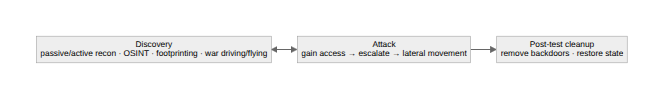 Discovery
passive/active recon · OSINT · footprinting · war driving/flying
Attack
gain access → escalate → lateral movement
Post-test cleanup
remove backdoors · restore state